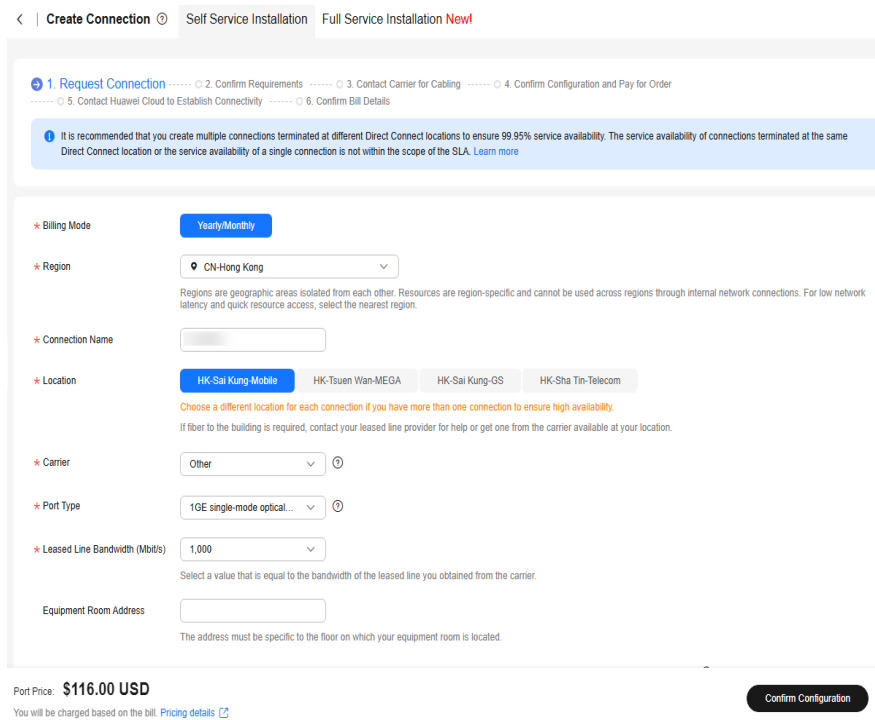 Create Connection Self Service Installation Full Service Installation New!
1. Request Connection 2. Confirm Requirements 3. Contact Carrier for Cabling 4. Confirm Configuration and Pay for Order
5. Contact Huawei Cloud to Establish Connectivity 6. Confirm Bill Details
It is recommended that you create multiple connections terminated at different Direct Connect locations to ensure 99.95% service availability. The service availability of connections terminated at the same
Direct Connect location or the service availability of a single connection is not within the scope of the SLA. Learn more
* Billing Mode Yearly/Monthly
* Region CN-Hong Kong
Regions are geographic areas isolated from each other. Resources are region-specific and cannot be used across regions through internal network connections. For low network
latency and quick resource access, select the nearest region.
* Connection Name
* Location HK-Sai Kung-Mobile HK-Tsuen Wan-MEGA HK-Sai Kung-GS HK-Sha Tin-Telecom
Choose a different location for each connection if you have more than one connection to ensure high availability.
If fiber to the building is required, contact your leased line provider for help or get one from the carrier available at your location.
* Carrier Other
* Port Type 1GE single-mode optical...
* Leased Line Bandwidth (Mbit/s) 1,000
Select a value that is equal to the bandwidth of the leased line you obtained from the carrier.
Equipment Room Address
The address must be specific to the floor on which your equipment room is located.
Port Price: $116.00 USD
You will be charged based on the bill. Pricing details
Confirm Configuration